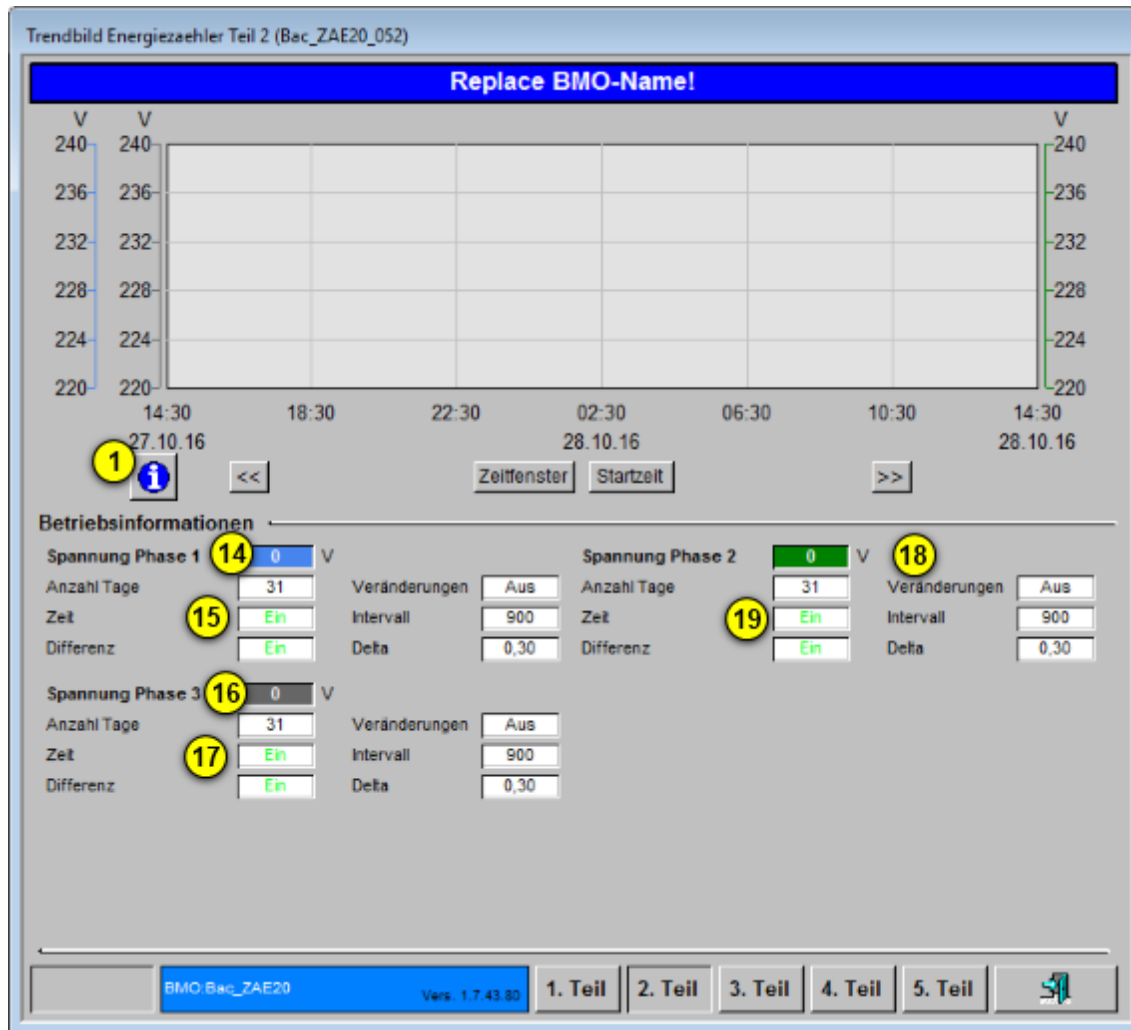 Trendbild Energiezaehler Teil 2 (Bac_ZAE20_052)
Replace BMO-Name!
V V V
240 240 240
236 236 236
232 232 232
228 228 228
224 224 224
220 220 220
14:30 18:30 22:30 02:30 06:30 10:30 14:30
27.10.16 28.10.16 28.10.16
1 i << Zeitfenster Startzeit >>
Betriebsinformationen
Spannung Phase 1 14 0 V Spannung Phase 2 0 V 18
Anzahl Tage 31 Veränderungen Aus Anzahl Tage 31 Veränderungen Aus
Zeit 15 Ein Intervall 900 Zeit 19 Ein Intervall 900
Differenz Ein Delta 0,30 Differenz Ein Delta 0,30
Spannung Phase 3 16 0 V
Anzahl Tage 31 Veränderungen Aus
Zeit 17 Ein Intervall 900
Differenz Ein Delta 0,30
BMO:Bac_ZAE20 Vers. 1.7.43.80 1. Teil 2. Teil 3. Teil 4. Teil 5. Teil